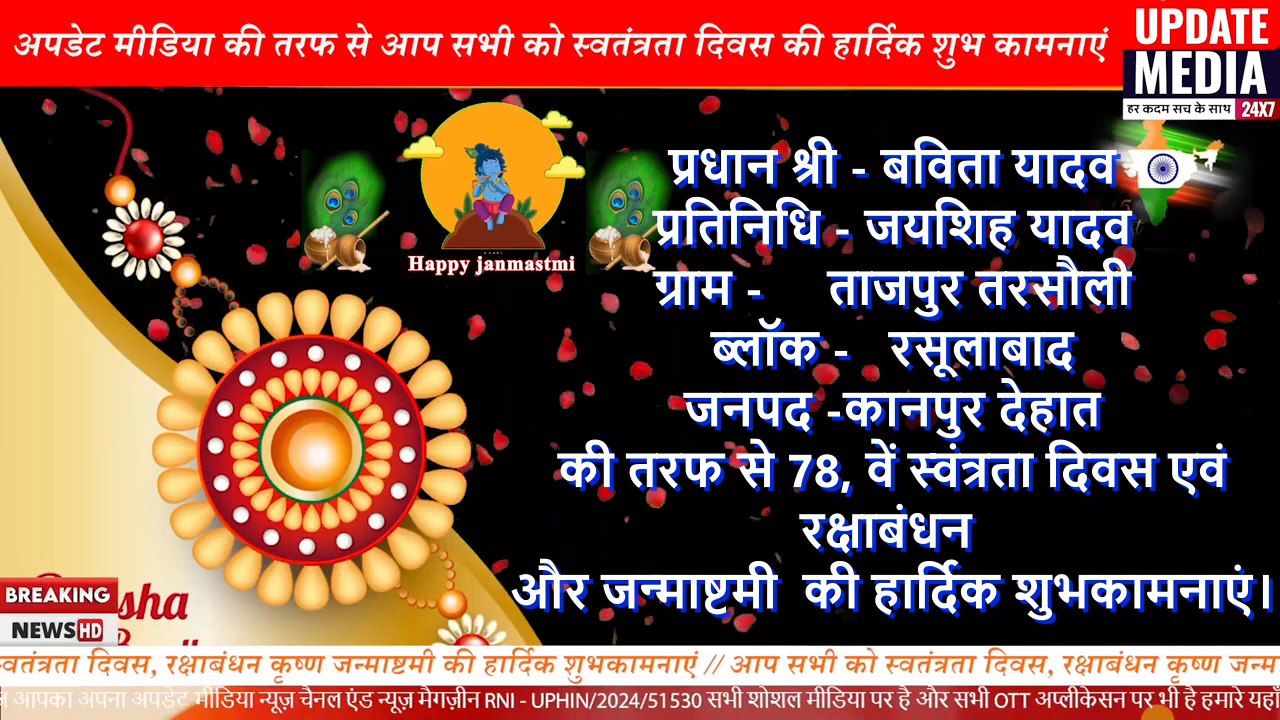 अपडेट मीडिया की तरफ से आप सभी को स्वतंत्रता दिवस की हार्दिक शुभ कामनाएं
UPDATE
MEDIA
हर कदम सच के साथ 24X7
Happy janmastmi
प्रधान श्री - बविता यादव
प्रतिनिधि - जयशिह यादव
ग्राम - ताजपुर तरसौली
ब्लॉक - रसूलाबाद
जनपद -कानपुर देहात
की तरफ से 78, वें स्वंत्रता दिवस एवं
रक्षाबंधन
और जन्माष्टमी की हार्दिक शुभकामनाएं।
BREAKING
NEWS HD
स्वतंत्रता दिवस, रक्षाबंधन कृष्ण जन्माष्टमी की हार्दिक शुभकामनाएं // आप सभी को स्वतंत्रता दिवस, रक्षाबंधन कृष्ण
आपका अपना अपडेट मीडिया न्यूज़ चैनल एंड न्यूज़ मैगज़ीन RNI - UPHIN/2024/51530 सभी शोशल मीडिया पर है और सभी OTT अप्लीकेसन पर भी है हमारे यहाँ